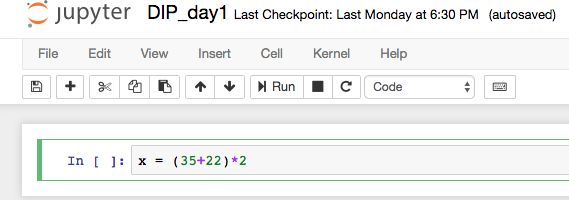 jupyter DIP_day1 Last Checkpoint: Last Monday at 6:30 PM (autosaved)
File Edit View Insert Cell Kernel Help
Run Code
In [ ]: x = (35+22)*2